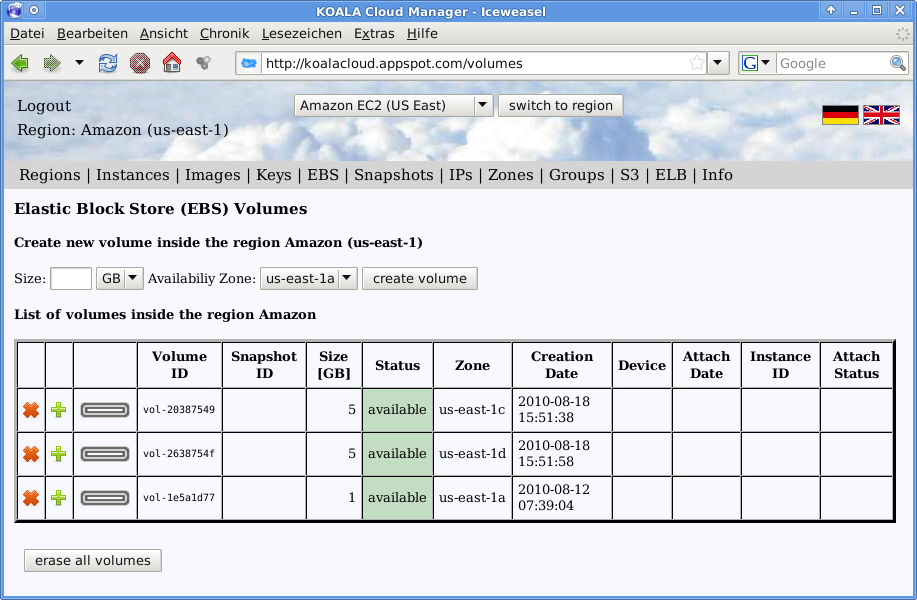 KOALA Cloud Manager - Iceweasel
Datei Bearbeiten Ansicht Chronik Lesezeichen Extras Hilfe
http://koalacloud.appspot.com/volumes G Google
Logout Amazon EC2 (US East) switch to region
Region: Amazon (us-east-1)
Regions | Instances | Images | Keys | EBS | Snapshots | IPs | Zones | Groups | S3 | ELB | Info
Elastic Block Store (EBS) Volumes
Create new volume inside the region Amazon (us-east-1)
Size: GB Availabiliy Zone: us-east-1a create volume
List of volumes inside the region Amazon
Volume ID Snapshot ID Size [GB] Status Zone Creation Date Device Attach Date Instance ID Attach Status
vol-20387549 5 available us-east-1c 2010-08-18 15:51:38
vol-2638754f 5 available us-east-1d 2010-08-18 15:51:58
vol-1e5a1d77 1 available us-east-1a 2010-08-12 07:39:04
erase all volumes